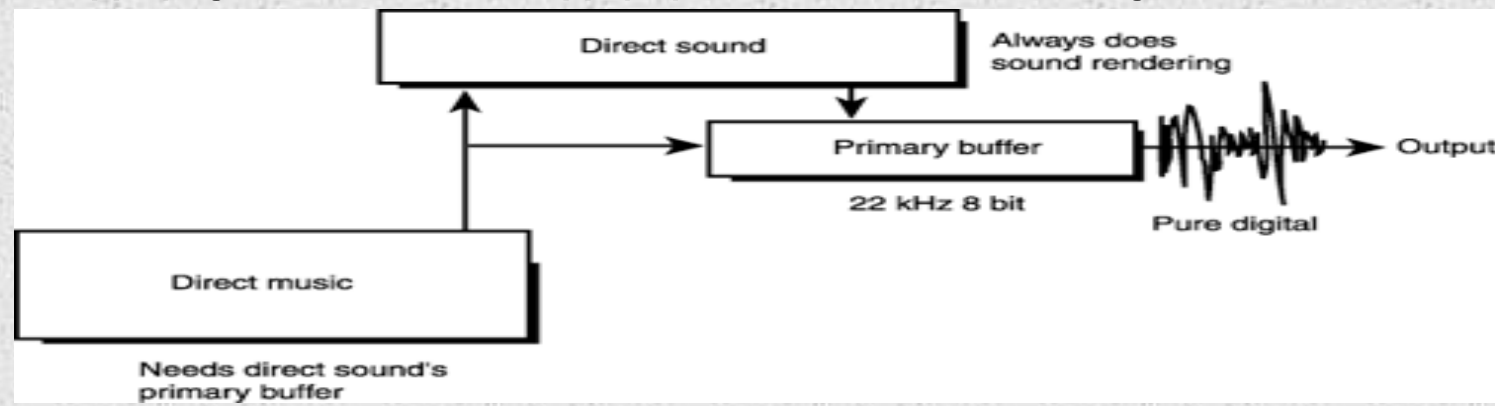 Direct sound
Always does
sound rendering
Primary buffer
Output
22 kHz 8 bit
Pure digital
Direct music
Needs direct sound's
primary buffer